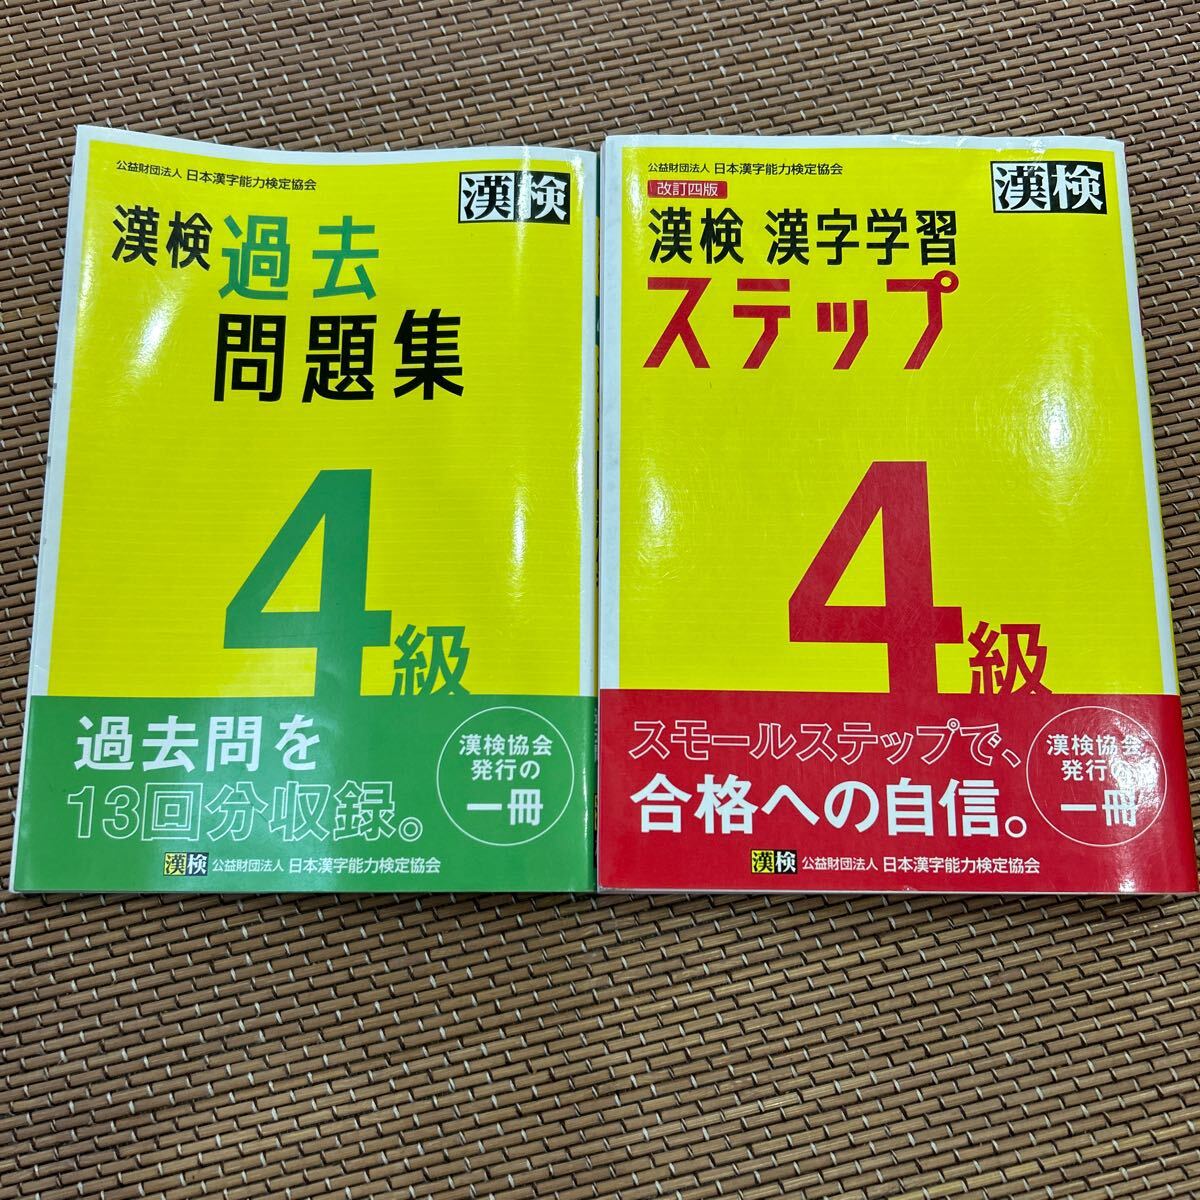 公益財団法人 日本漢字能力検定協会
漢検
漢検 過去
問題集
4級
過去問を
13回分収録。
漢検協会
発行の
一冊
漢検 公益財団法人 日本漢字能力検定協会
公益財団法人 日本漢字能力検定協会
漢検
改訂四版
漢検 漢字学習
ステップ
4級
スモールステップで、
合格への自信。
漢検協会
発行の
一冊
漢検 公益財団法人 日本漢字能力検定協会